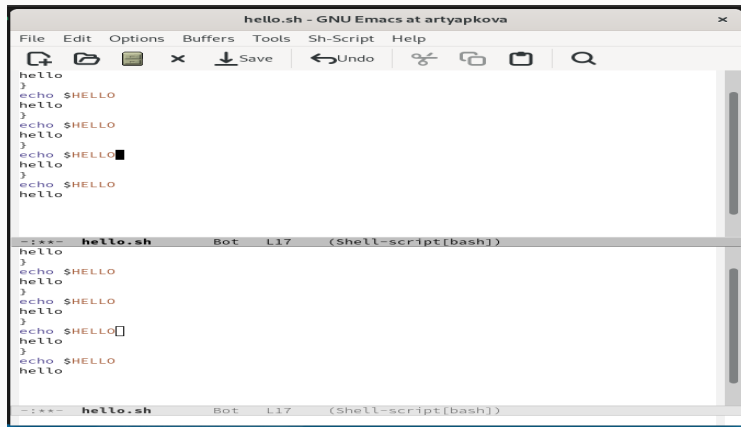 hello.sh - GNU Emacs at artyapkova ×
File Edit Options Buffers Tools Sh-Script Help
Save Undo
hello
}
echo $HELLO
hello
}
echo $HELLO
hello
}
echo $HELLO
hello
}
echo $HELLO
hello
-:**- hello.sh Bot L17 (Shell-script[bash])
hello
}
echo $HELLO
hello
}
echo $HELLO
hello
}
echo $HELLO
hello
}
echo $HELLO
hello
-:**- hello.sh Bot L17 (Shell-script[bash])